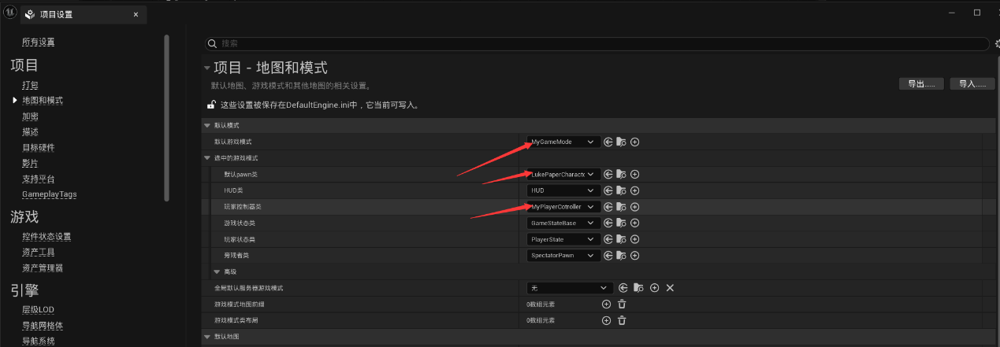 项目设置
所有设置
项目
打包
地图和模式
加密
描述
目标硬件
影片
支持平台
GameplayTags
游戏
控件状态设置
资产工具
资产管理器
引擎
层级LOD
导航网格体
导航系统
搜索
项目 - 地图和模式
默认地图、游戏模式和其他地图的相关设置。
导出......
导入......
这些设置被保存在DefaultEngine.ini中，它当前可写入。
默认模式
默认游戏模式 MyGameMode
选中的游戏模式
默认pawn类 LukePaperCharacte
HUD类 HUD
玩家控制器类 MyPlayerCotroller
游戏状态类 GameStateBase
玩家状态类 PlayerState
旁观者类 SpectatorPawn
高级
全局默认服务器游戏模式 无
游戏模式地图前缀 0数组元素
游戏模式类布局 0数组元素
默认地图